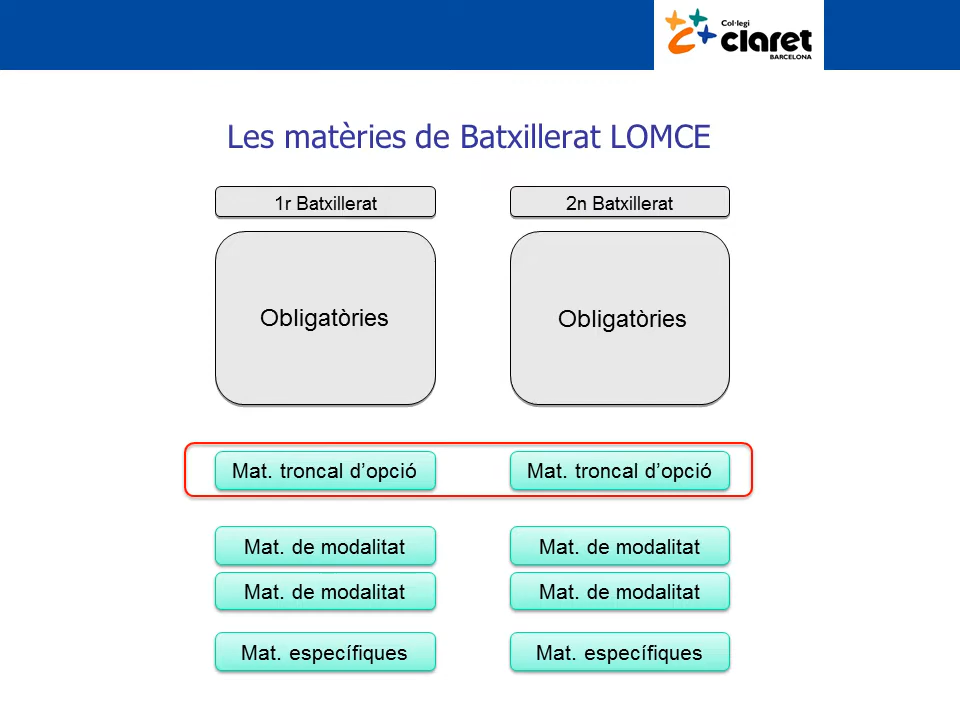 Col·legi
claret
BARCELONA
Les matèries de Batxillerat LOMCE
1r Batxillerat
2n Batxillerat
Obligatòries
Obligatòries
Mat. troncal d’opció
Mat. troncal d’opció
Mat. de modalitat
Mat. de modalitat
Mat. de modalitat
Mat. de modalitat
Mat. específiques
Mat. específiques